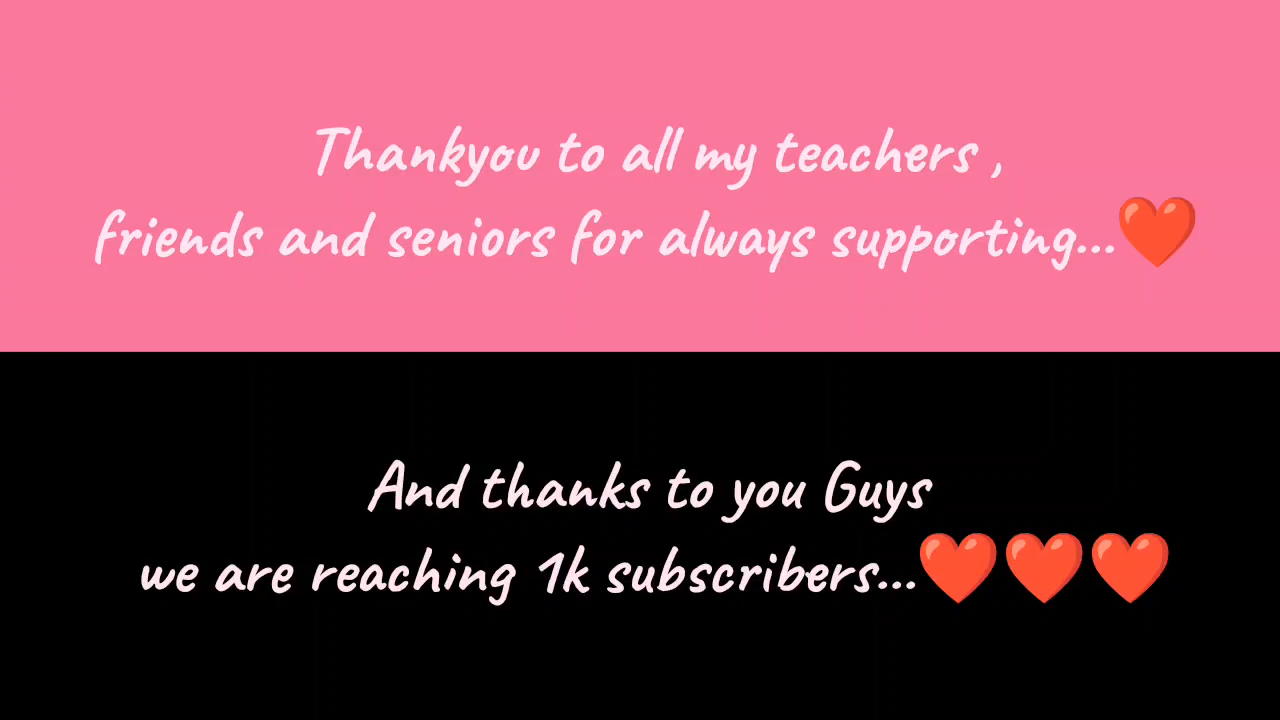 Thankyou to all my teachers ,
friends and seniors for always supporting...❤️
And thanks to you Guys
we are reaching 1k subscribers...❤️❤️❤️